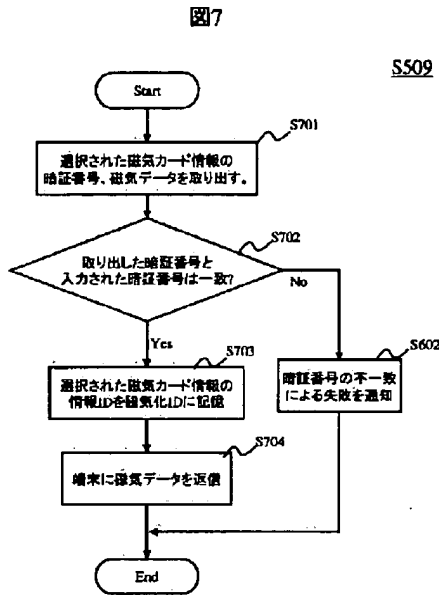 図7
S509
Start
S701
選択された磁気カード情報の
暗証番号、磁気データを取り出す。
S702
取り出した暗証番号と
入力された暗証番号は一致?
No
Yes
S703
選択された磁気カード情報の
情報IDを磁気化IDに記憶
S602
暗証番号の不一致
による失敗を通知
S704
端末に磁気データを返信
End